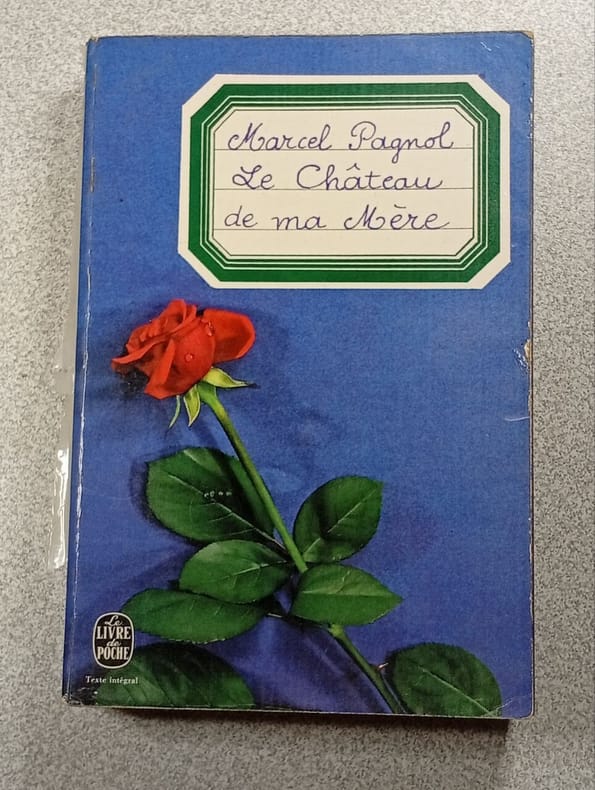 Marcel Pagnol
Le Château
de ma Mère
Le
LIVRE
de
POCHE
Texte intégral